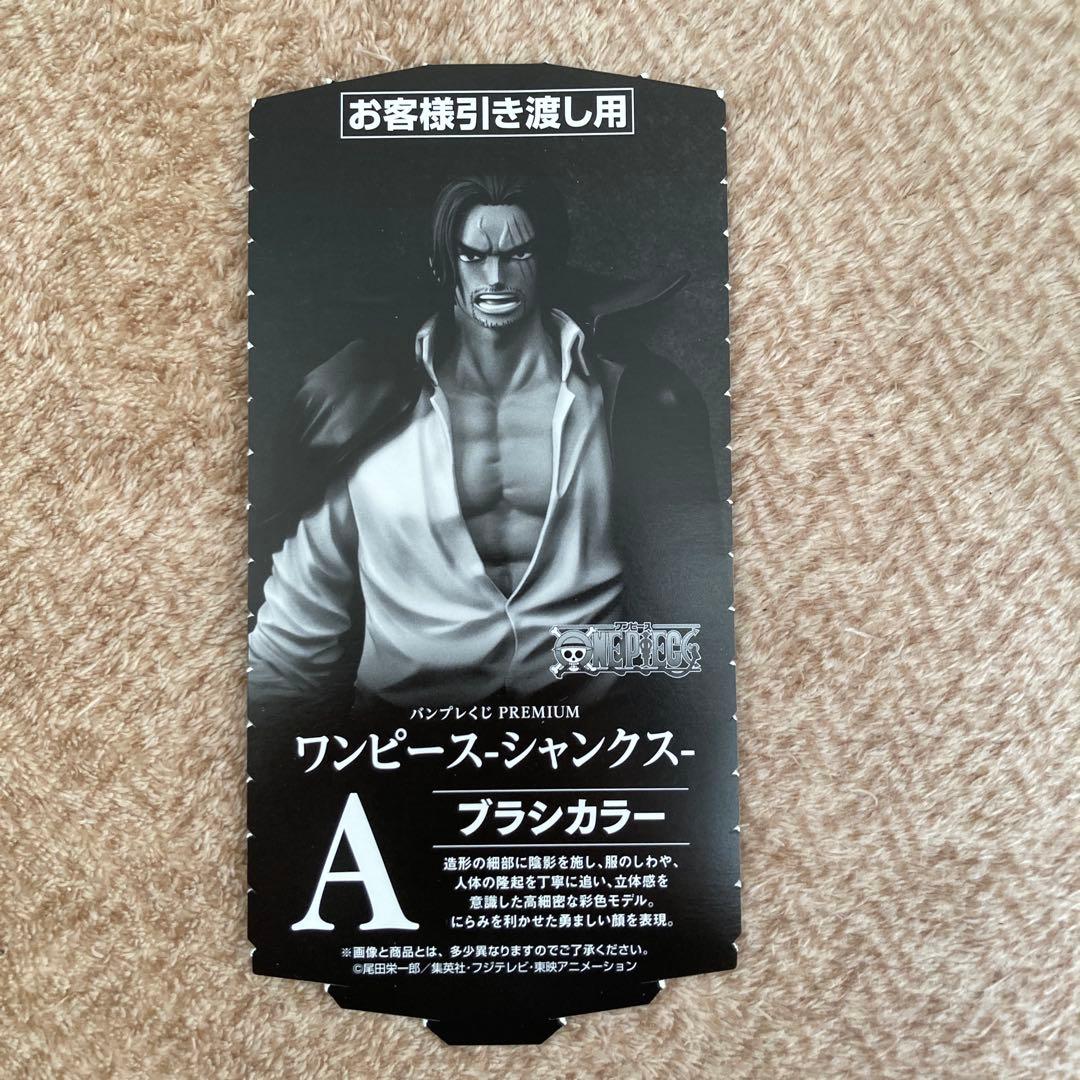 お客様引き渡し用
ワンピース
ONE PIECE
バンプレくじ PREMIUM
ワンピース-シャンクス-
A
ブラシカラー
造形の細部に陰影を施し、服のしわや、
人体の隆起を丁寧に追い、立体感を
意識した高細密な彩色モデル。
にらみを利かせた勇ましい顔を表現。
※画像と商品とは、多少異なりますのでご了承ください。
©尾田栄一郎／集英社・フジテレビ・東映アニメーション